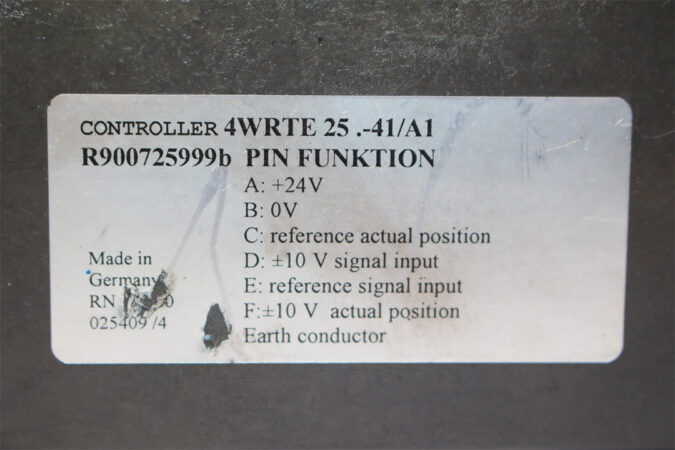 CONTROLLER 4WRTE 25 .-41/A1
R900725999b PIN FUNKTION
A: +24V
B: 0V
C: reference actual position
D: ±10 V signal input
E: reference signal input
F:±10 V actual position
Earth conductor
Made in
Germany
RN
025409 /4